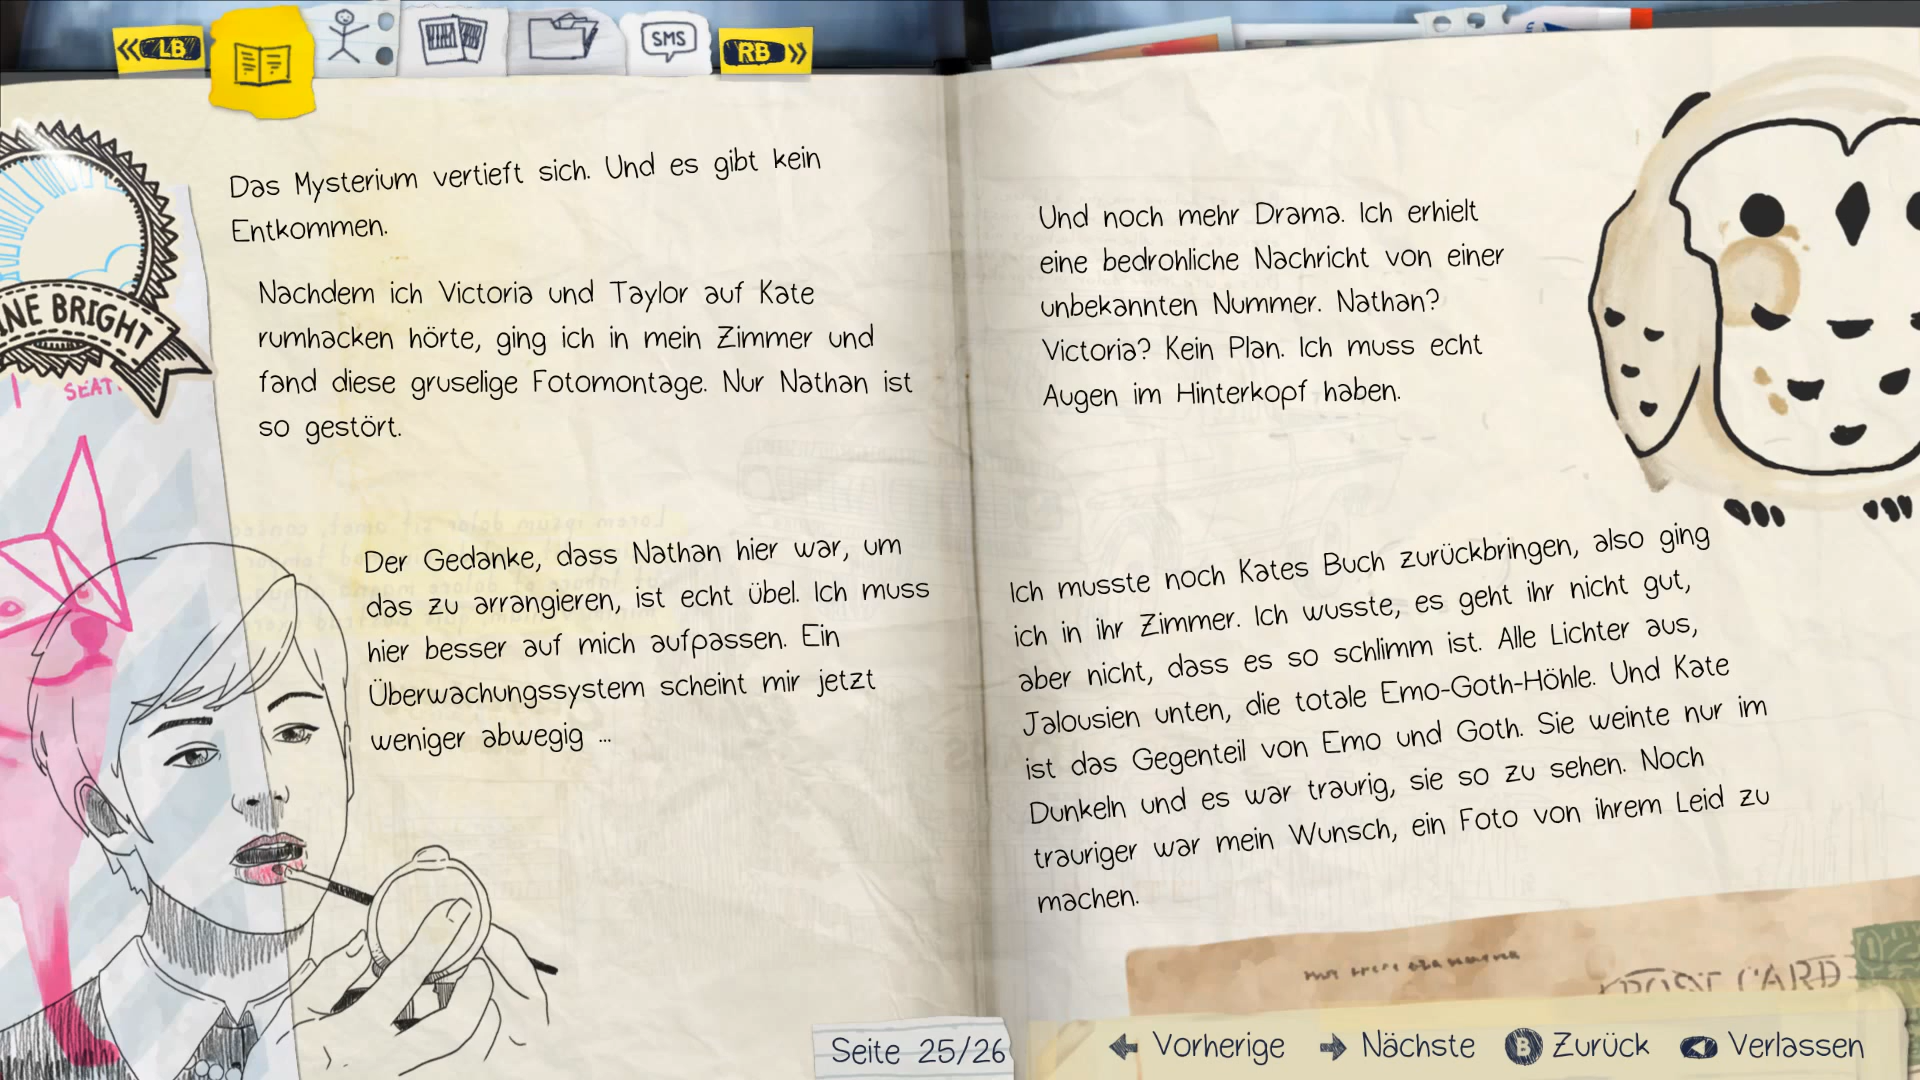 LB
SMS
RB
INE BRIGHT
SEAT
Das Mysterium vertieft sich. Und es gibt kein
Entkommen.
Nachdem ich Victoria und Taylor auf Kate
rumhacken hörte, ging ich in mein Zimmer und
fand diese gruselige Fotomontage. Nur Nathan ist
so gestört.
Der Gedanke, dass Nathan hier war, um
das zu arrangieren, ist echt übel. Ich muss
hier besser auf mich aufpassen. Ein
Überwachungssystem scheint mir jetzt
weniger abwegig ...
Und noch mehr Drama. Ich erhielt
eine bedrohliche Nachricht von einer
unbekannten Nummer. Nathan?
Victoria? Kein Plan. Ich muss echt
Augen im Hinterkopf haben.
Ich musste noch Kates Buch zurückbringen, also ging
ich in ihr Zimmer. Ich wusste, es geht ihr nicht gut,
aber nicht, dass es so schlimm ist. Alle Lichter aus,
Jalousien unten, die totale Emo-Goth-Höhle. Und Kate
ist das Gegenteil von Emo und Goth. Sie weinte nur im
Dunkeln und es war traurig, sie so zu sehen. Noch
trauriger war mein Wunsch, ein Foto von ihrem Leid zu
machen.
POST CARD
Seite 25/26
Vorherige
Nächste
B Zurück
Verlassen